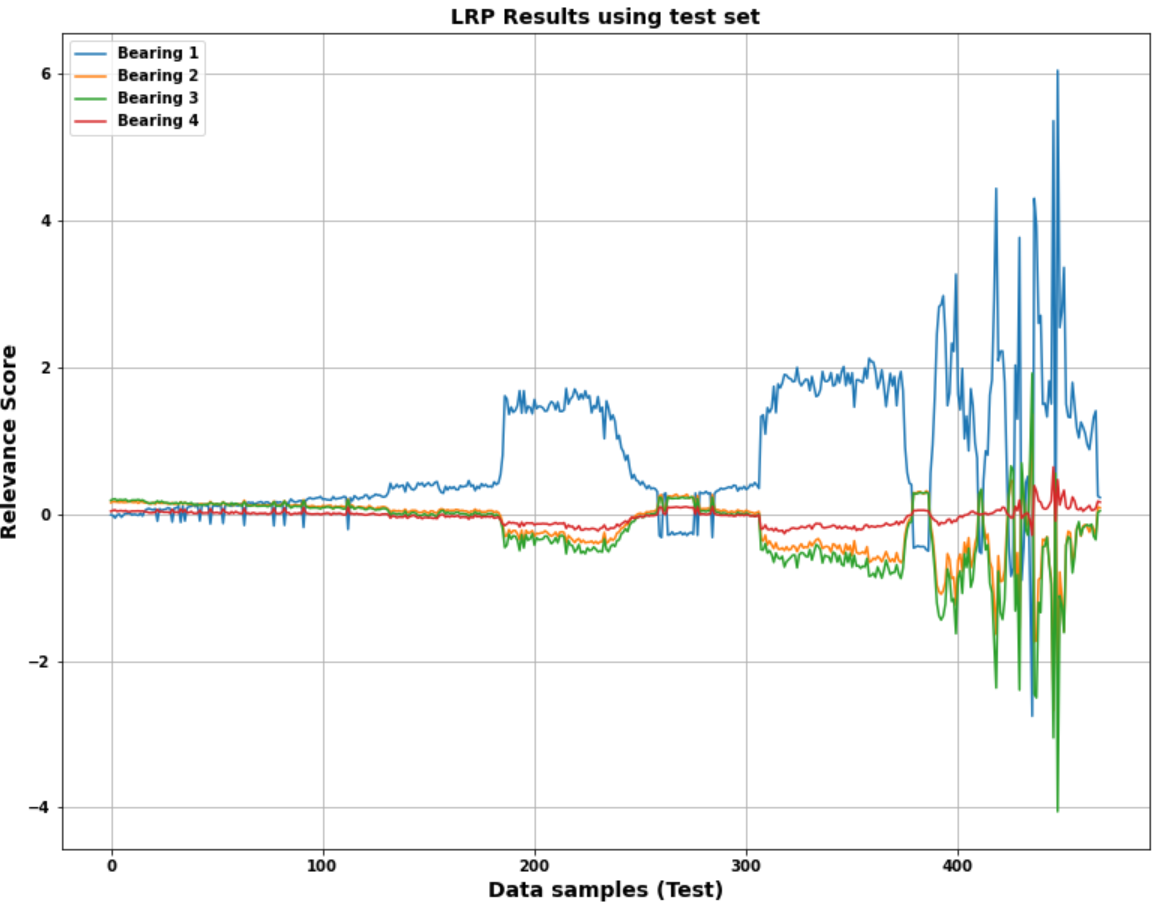 LRP Results using test set
Bearing 1
Bearing 2
Bearing 3
Bearing 4
6
4
2
0
−2
−4
Relevance Score
0 100 200 300 400
Data samples (Test)